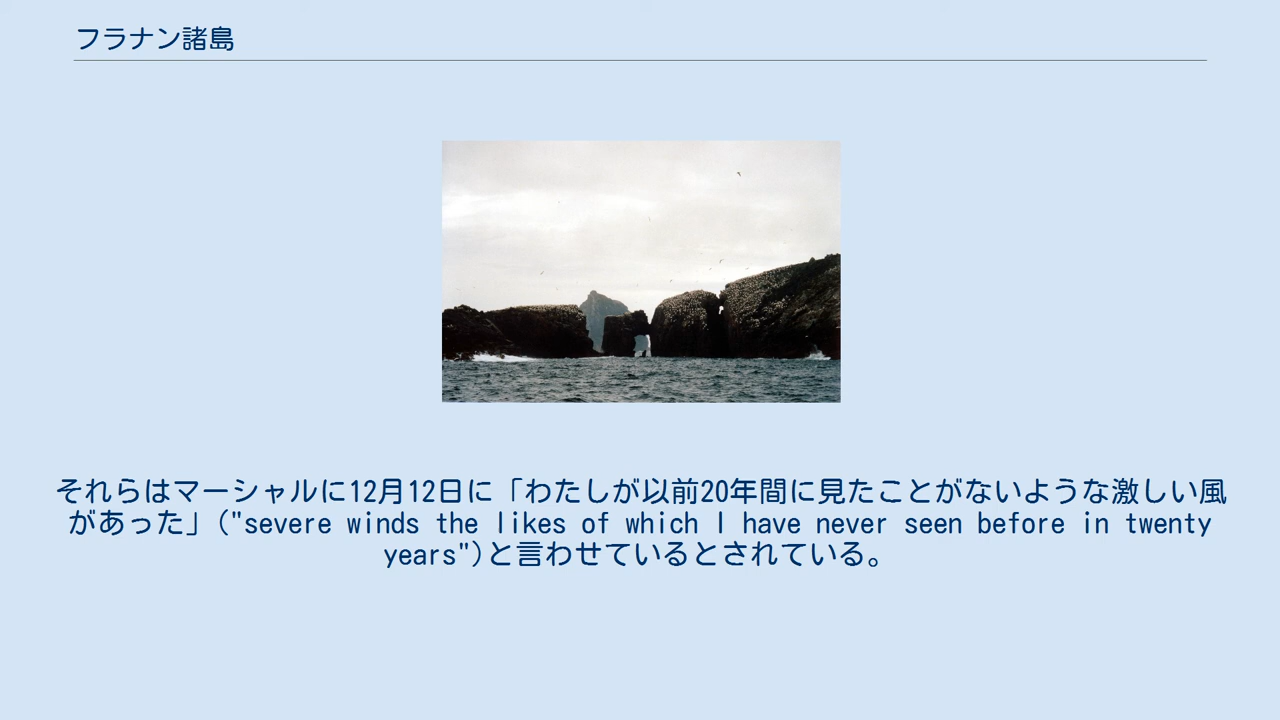 フラナン諸島
それらはマーシャルに12月12日に「わたしが以前20年間に見たことがないような激しい風
があった」("severe winds the likes of which I have never seen before in twenty
years")と言わせているとされている。